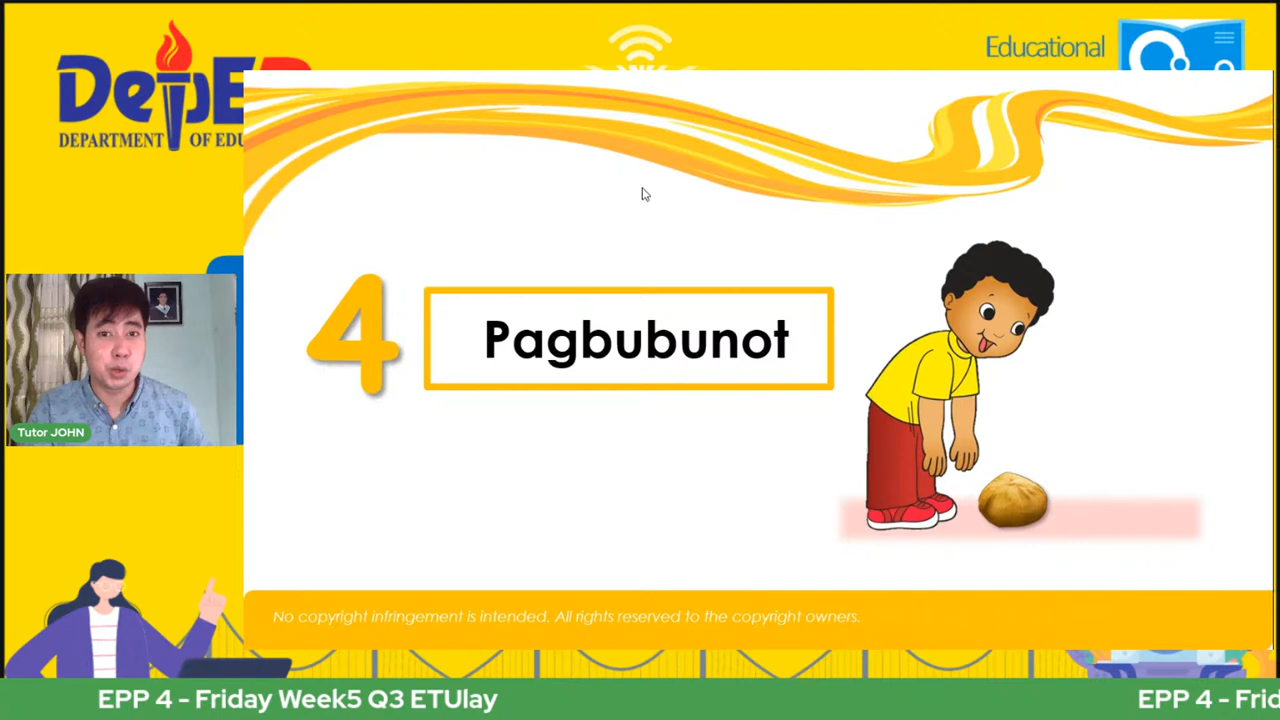 DepED
DEPARTMENT OF EDU
Educational
4
Pagbubunot
Tutor JOHN
No copyright infringement is intended. All rights reserved to the copyright owners.
EPP 4 - Friday Week5 Q3 ETUlay
EPP 4 - Frid